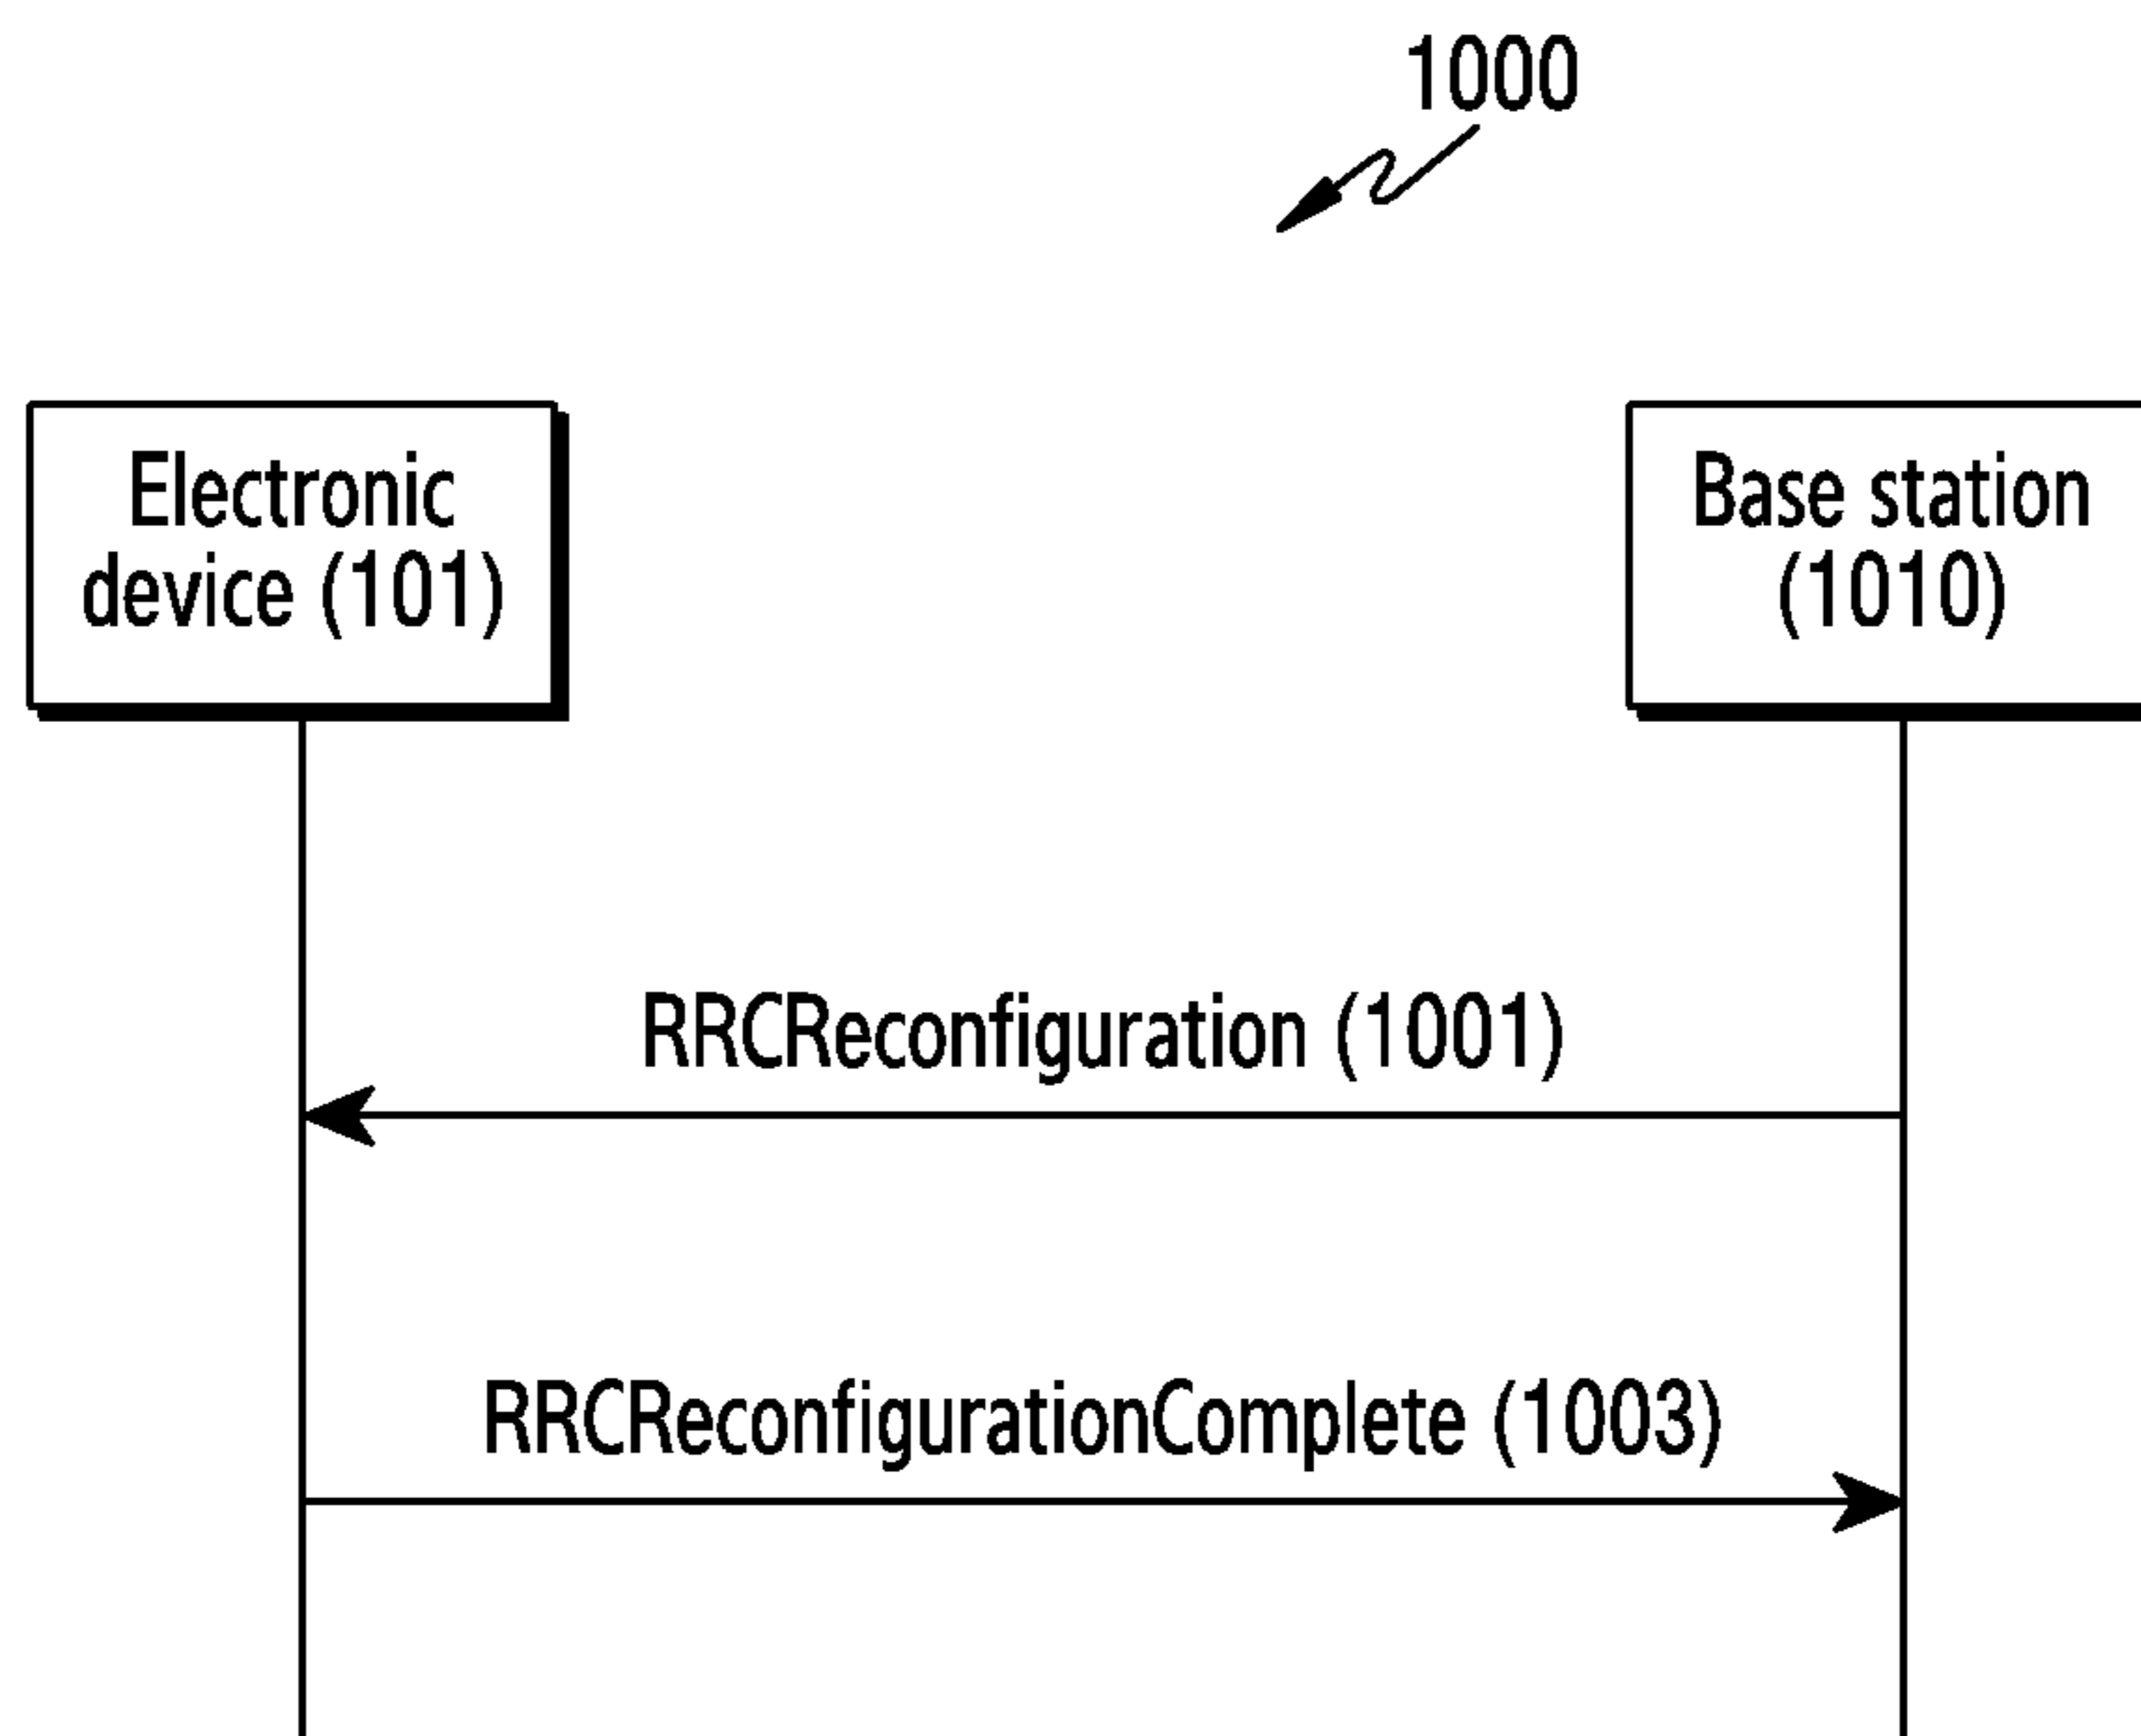 1000
Electronic
device (101)
Base station
(1010)
RRCReconfiguration (1001)
RRCReconfigurationComplete (1003)